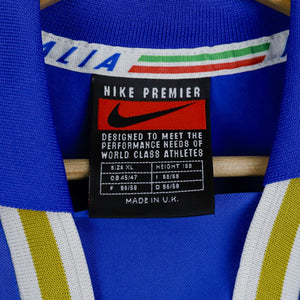 ALIA
NIKE PREMIER
DESIGNED TO MEET THE
PERFORMANCE NEEDS OF
WORLD CLASS ATHLETES
SIZE XL HEIGHT 188
GB 45/47 I 56/58
F 56/58 D 56/58
MADE IN U.K.